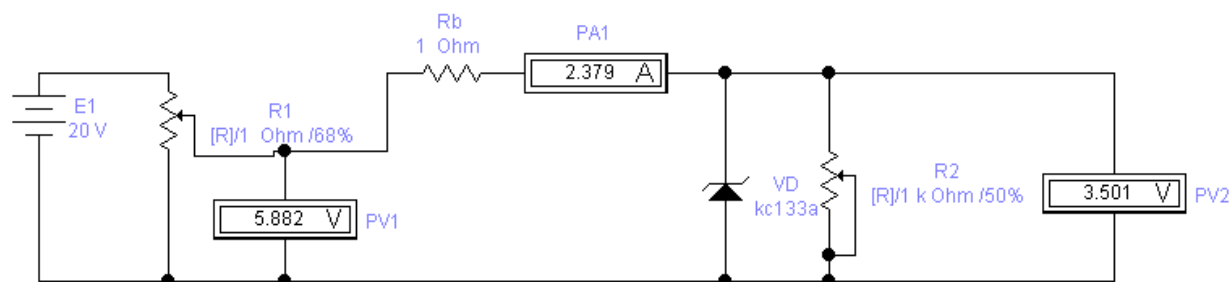 Rb
1 Ohm
PA1
2.379 A
E1
20 V
R1
[R]/1 Ohm /68%
5.882 V
PV1
VD
kc133a
R2
[R]/1 k Ohm /50%
3.501 V
PV2